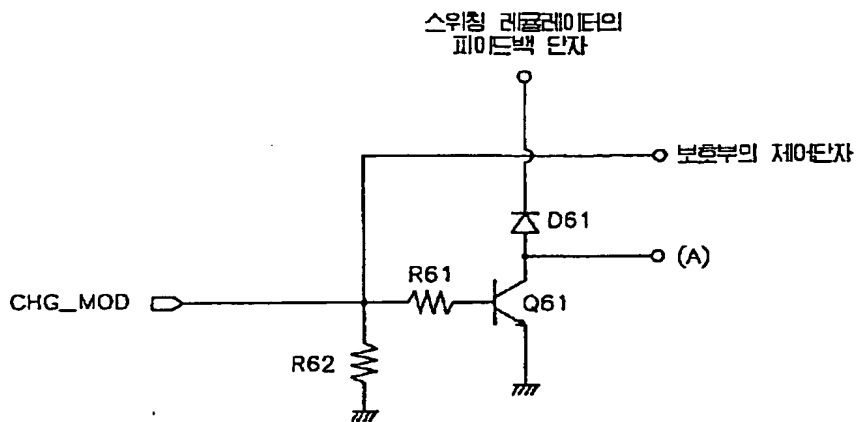 스위칭 레귤레이터의
피이드백 단자
보호부의 제어단자
D61
(A)
R61
CHG_MOD
Q61
R62